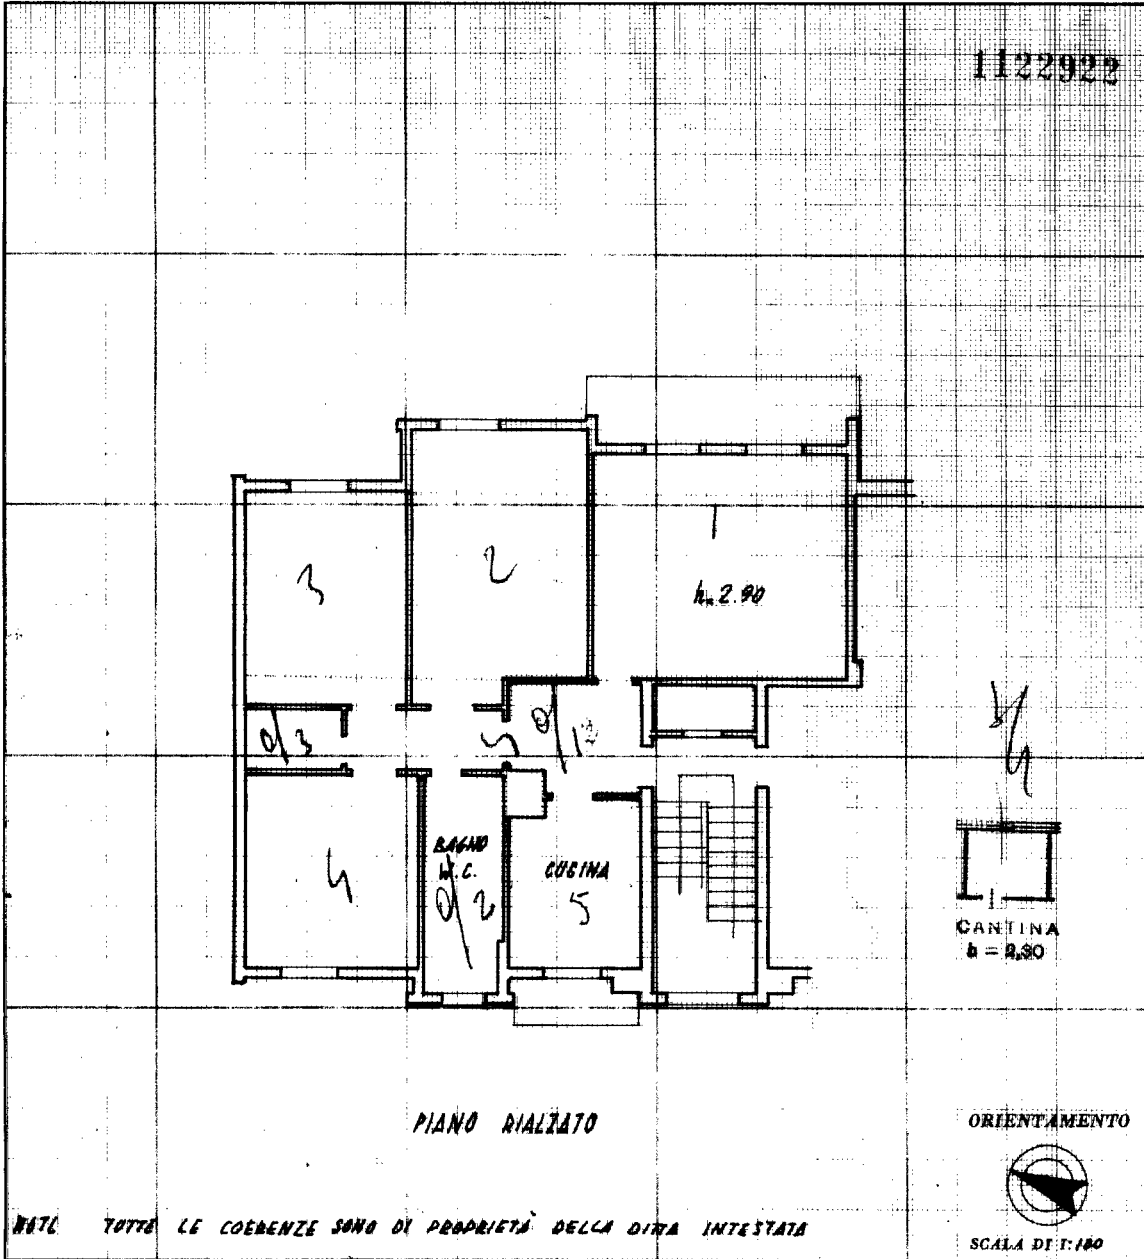 1122922
1
2
3
h=2.90
0/3
0/1
4
BAGNO
W.C.
0/2
CUCINA
5
CANTINA
h = 2,30
PIANO RIALZATO
ORIENTAMENTO
NOTE TUTTE LE COERENZE SONO DI PROPRIETÀ DELLA DITTA INTESTATA
SCALA DI 1:100